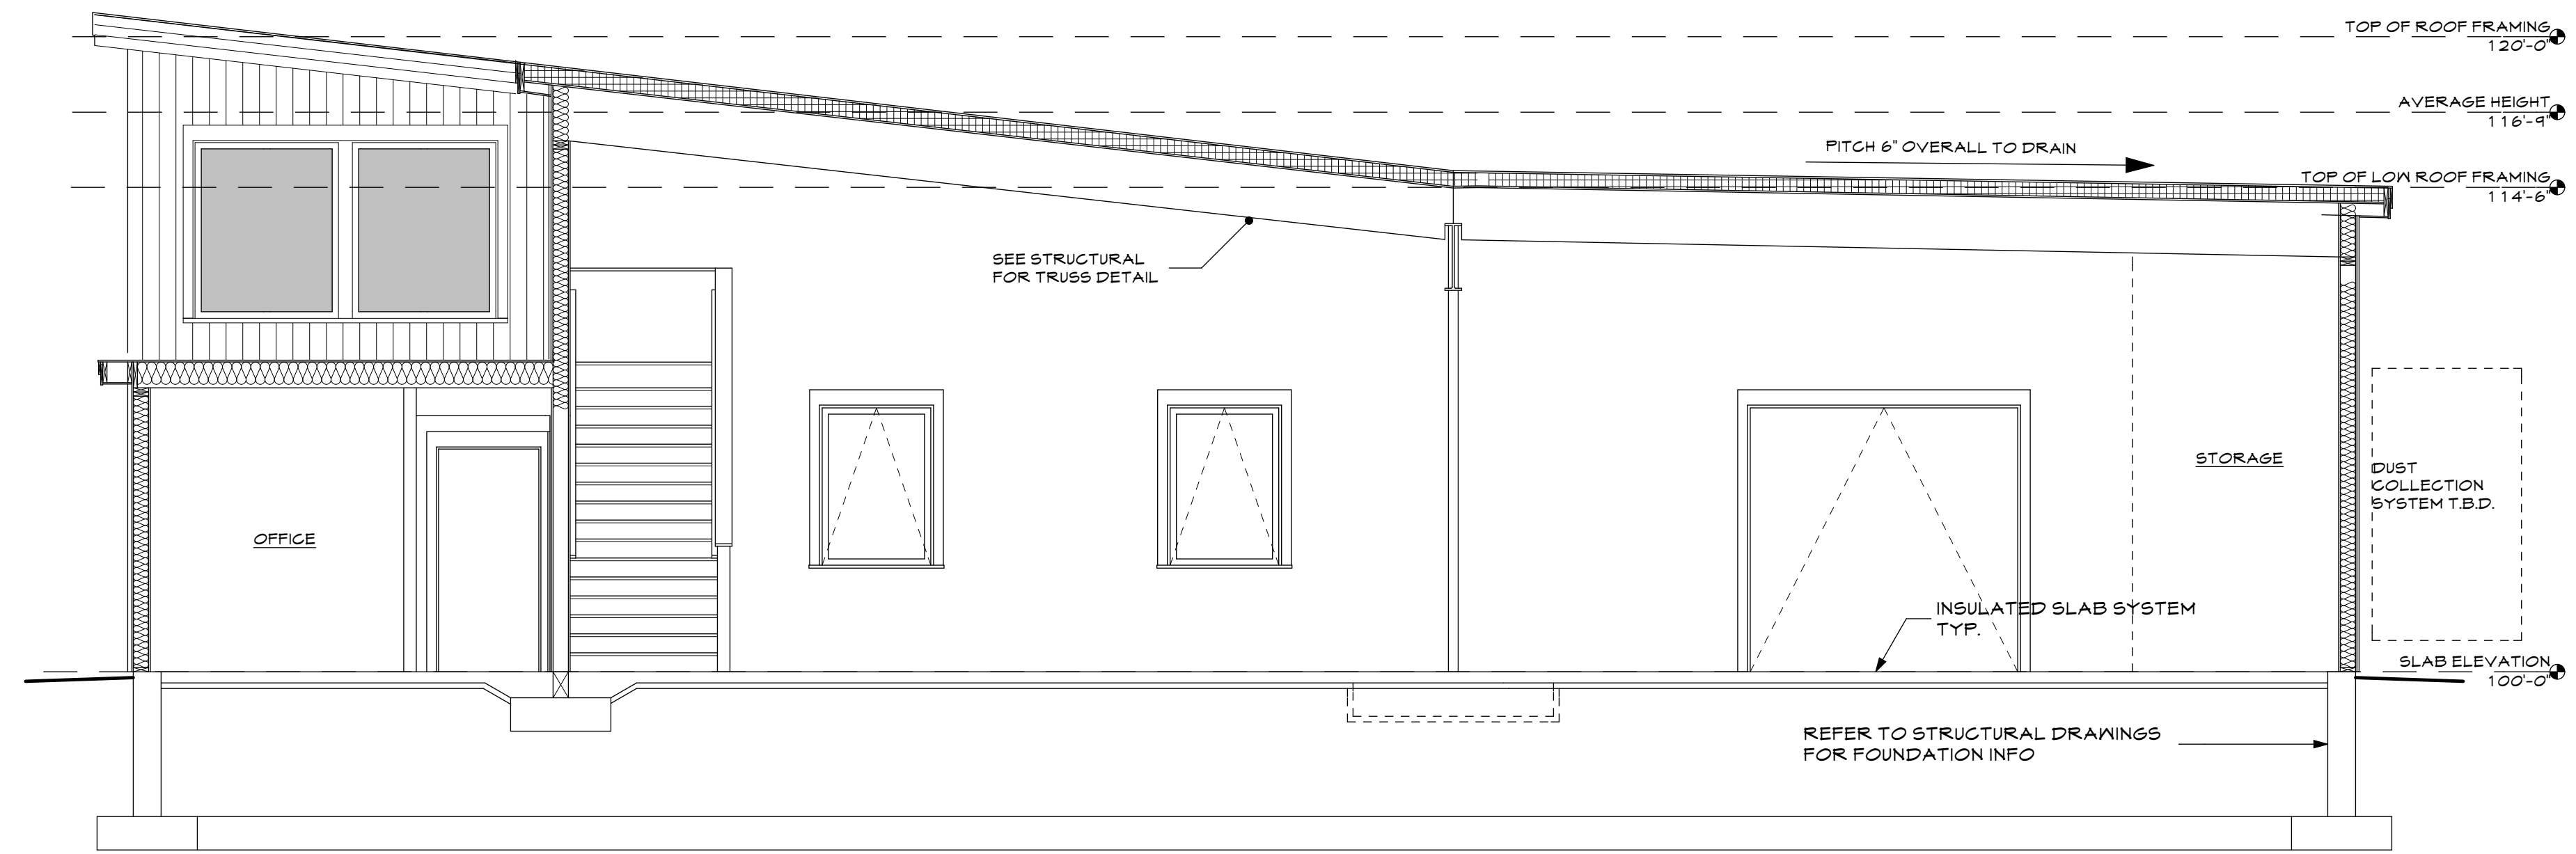 TOP OF ROOF FRAMING
120'-0"
AVERAGE HEIGHT
116'-9"
PITCH 6" OVERALL TO DRAIN
TOP OF LOW ROOF FRAMING
114'-6"
SEE STRUCTURAL
FOR TRUSS DETAIL
STORAGE
DUST
COLLECTION
SYSTEM T.B.D.
OFFICE
INSULATED SLAB SYSTEM
TYP.
SLAB ELEVATION
100'-0"
REFER TO STRUCTURAL DRAWINGS
FOR FOUNDATION INFO